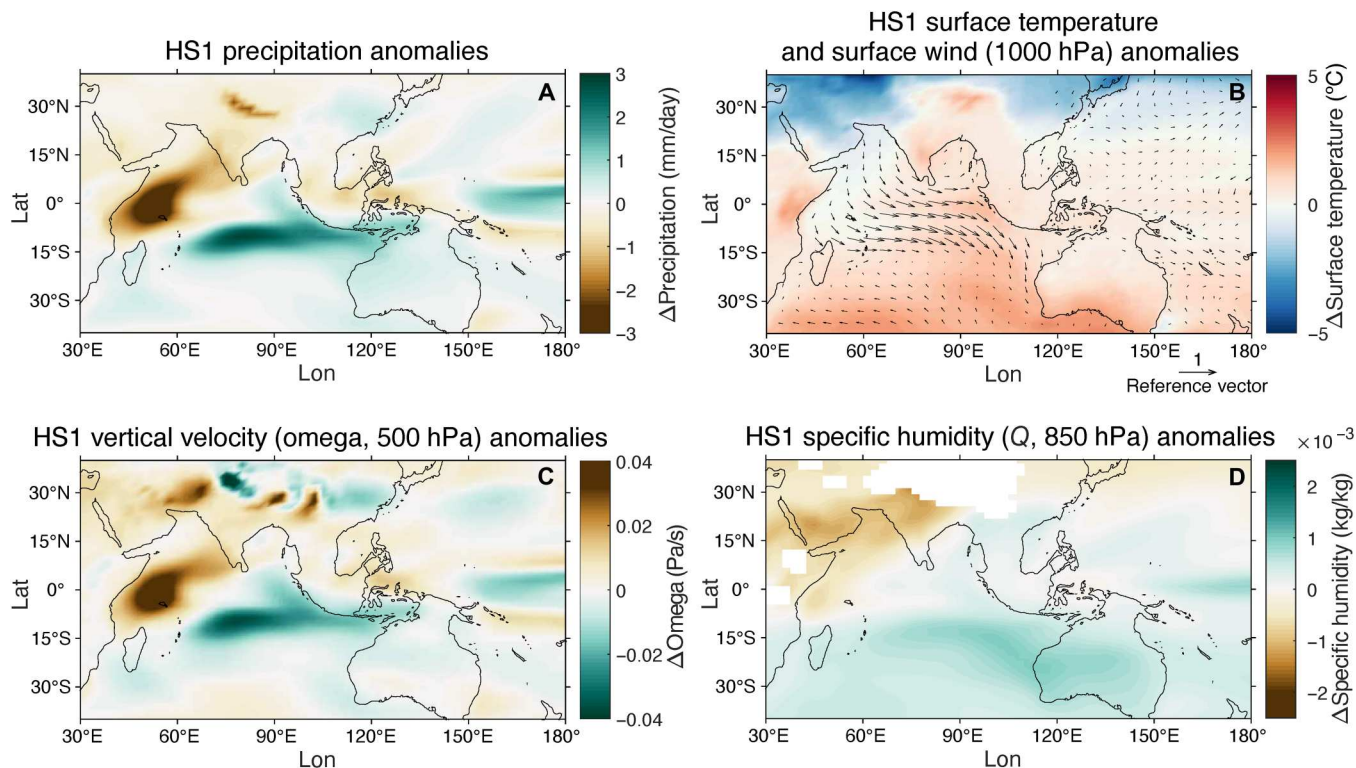 HS1 precipitation anomalies
A
30°N
15°N
0°
15°S
30°S
Lat
30°E
60°E
90°E
120°E
150°E
180°E
Lon
3
2
1
0
−1
−2
−3
ΔPrecipitation (mm/day)
HS1 surface temperature
and surface wind (1000 hPa) anomalies
B
30°N
15°N
0°
15°S
30°S
Lat
30°E
60°E
90°E
120°E
150°E
180°E
Lon
1
Reference vector
5
0
−5
ΔSurface temperature (°C)
HS1 vertical velocity (omega, 500 hPa) anomalies
C
30°N
15°N
0°
15°S
30°S
Lat
30°E
60°E
90°E
120°E
150°E
180°E
Lon
0.04
0.02
0
−0.02
−0.04
ΔOmega (Pa/s)
HS1 specific humidity (Q, 850 hPa) anomalies
D
30°N
15°N
0°
15°S
30°S
Lat
30°E
60°E
90°E
120°E
150°E
180°E
Lon
×10⁻³
2
1
0
−1
−2
ΔSpecific humidity (kg/kg)